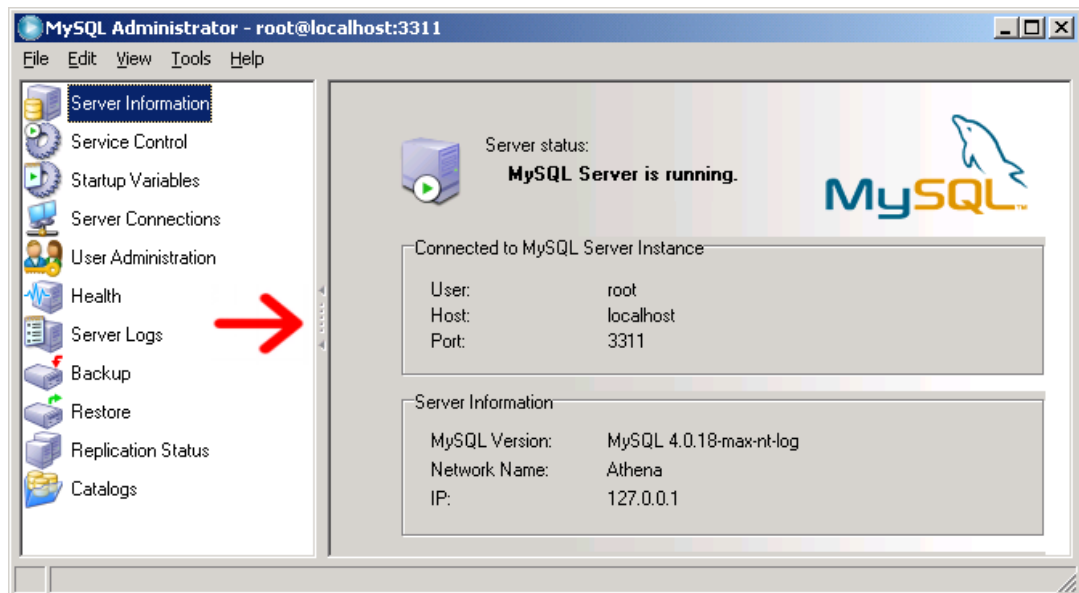 MySQL Administrator - root@localhost:3311
File Edit View Tools Help
Server Information
Service Control
Startup Variables
Server Connections
User Administration
Health
Server Logs
Backup
Restore
Replication Status
Catalogs
Server status:
MySQL Server is running.
MySQL™
Connected to MySQL Server Instance
User: root
Host: localhost
Port: 3311
Server Information
MySQL Version: MySQL 4.0.18-max-nt-log
Network Name: Athena
IP: 127.0.0.1